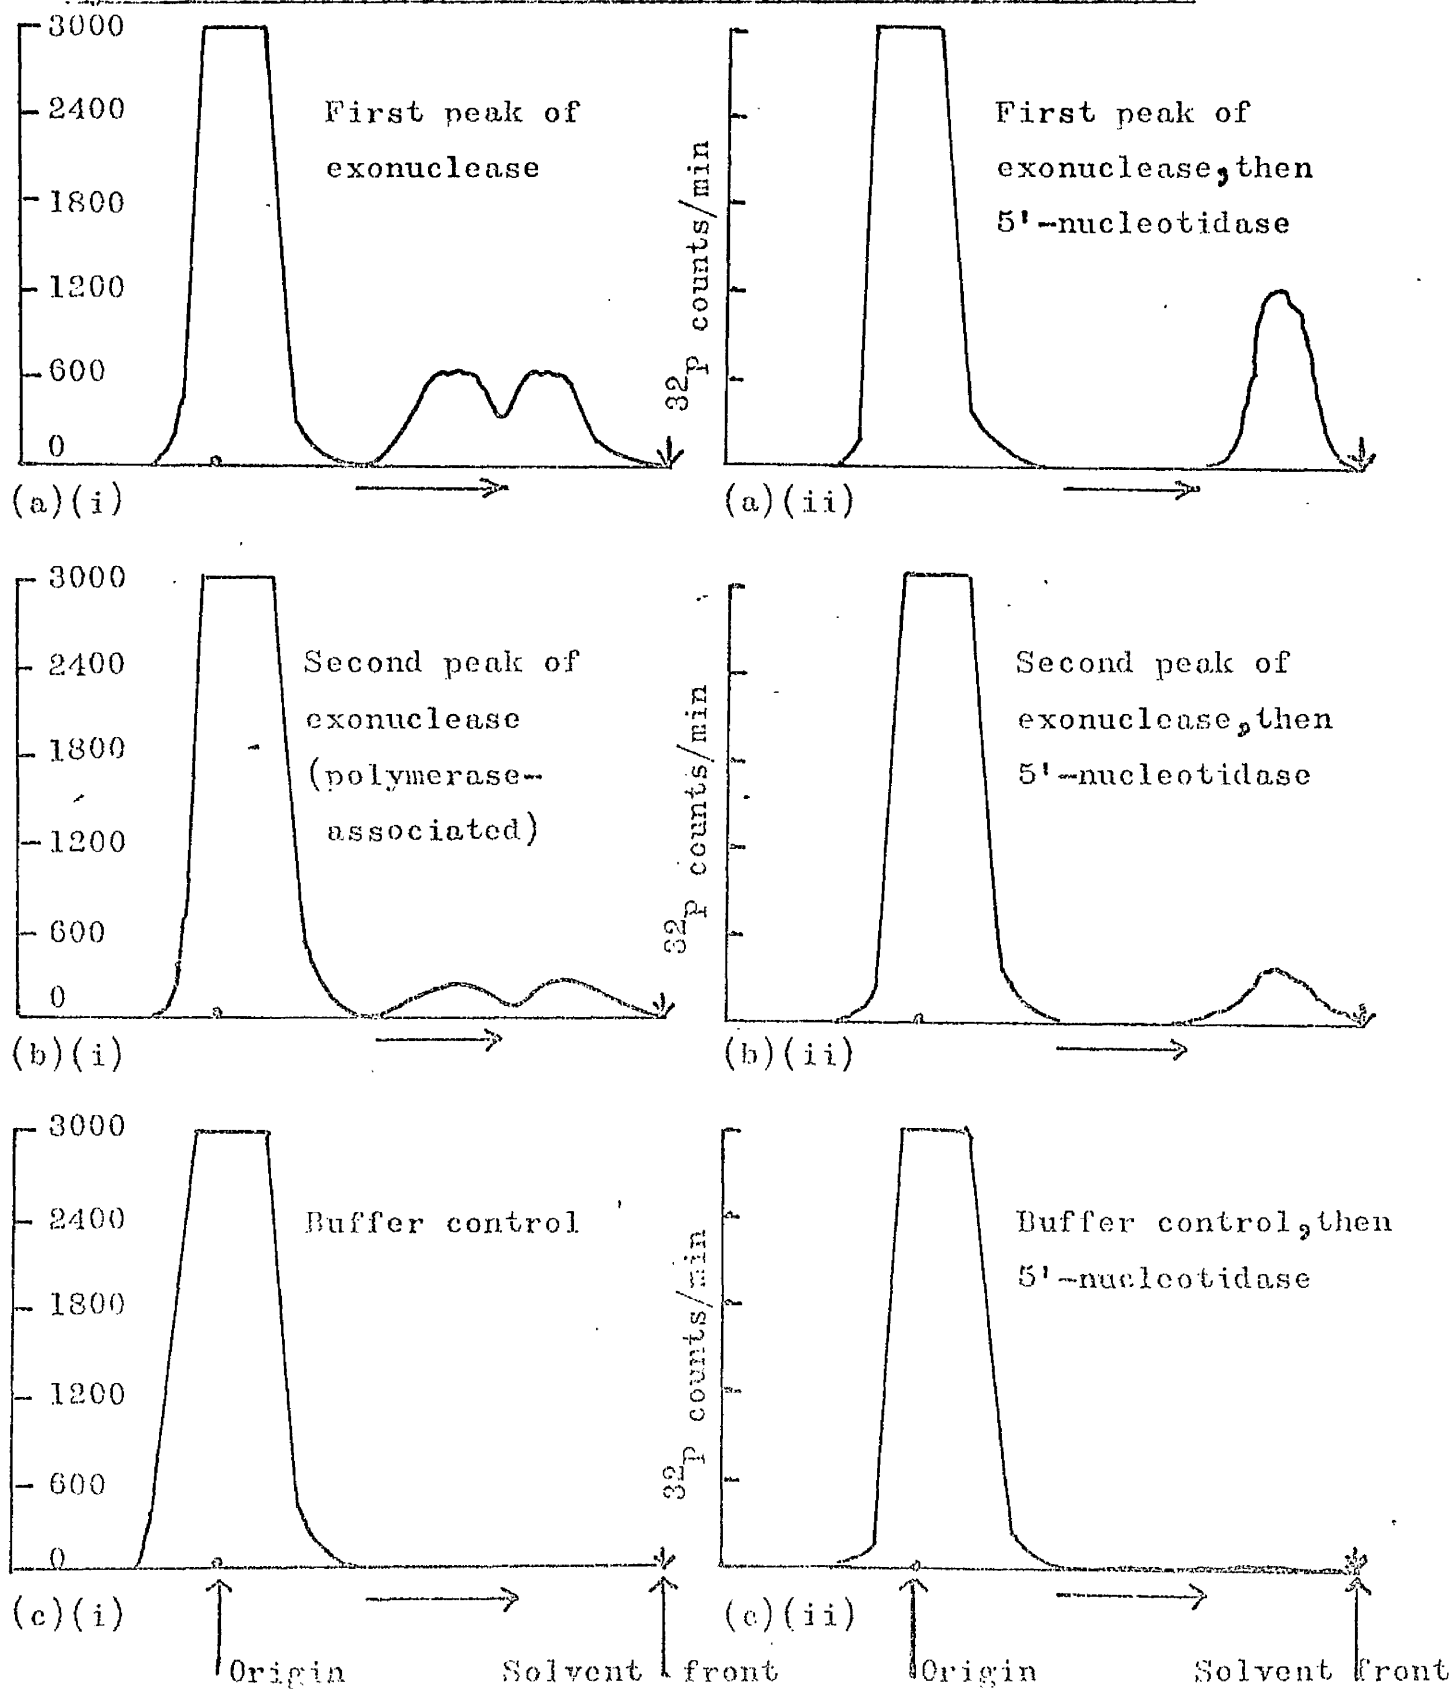 3000
2400
1800
1200
600
0
First peak of
exonuclease
(a)(i)
32P counts/min
First peak of
exonuclease, then
5'-nucleotidase
(a)(ii)
3000
2400
1800
1200
600
0
Second peak of
exonuclease
(polymerase-
associated)
(b)(i)
32P counts/min
Second peak of
exonuclease, then
5'-nucleotidase
(b)(ii)
3000
2400
1800
1200
600
0
Buffer control
(c)(i)
Origin
Solvent front
32P counts/min
Buffer control, then
5'-nucleotidase
(c)(ii)
Origin
Solvent front